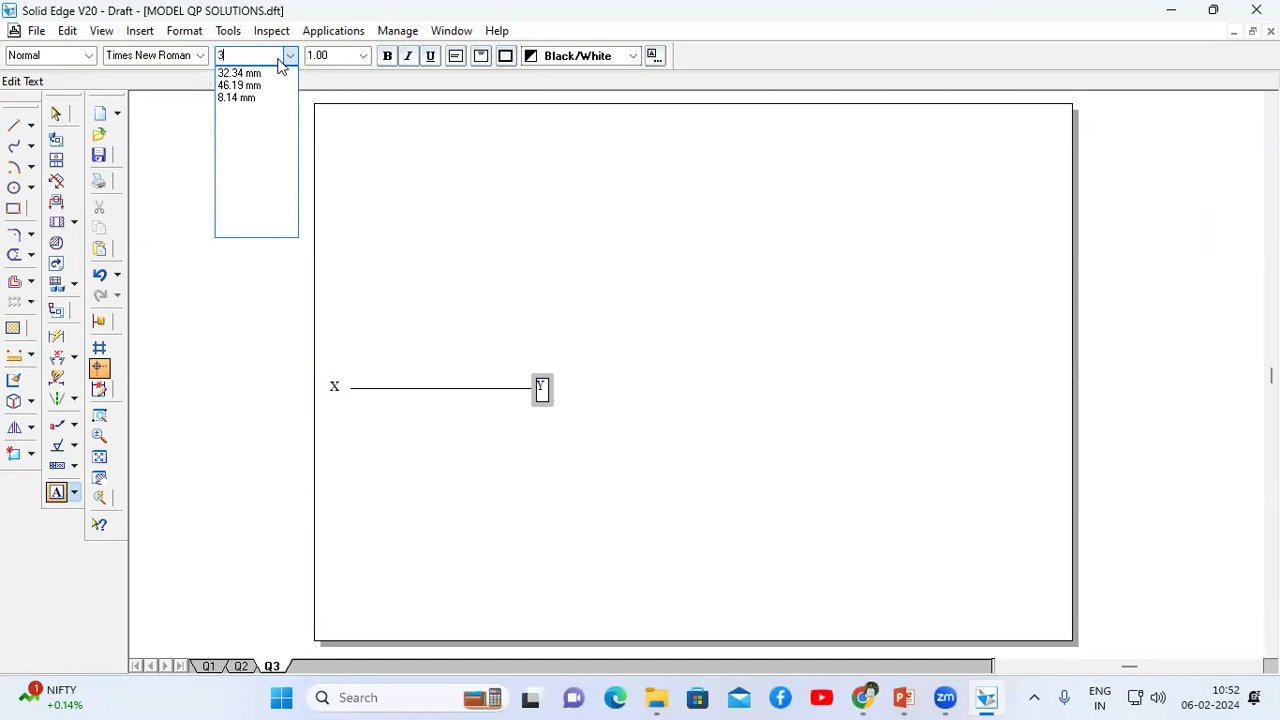 Solid Edge V20 - Draft - [MODEL QP SOLUTIONS.dft]
File Edit View Insert Format Tools Inspect Applications Manage Window Help
Normal Times New Roman 3 1.00 B I U Black/White A
32.34 mm
46.19 mm
8.14 mm
Edit Text
X Y
A
Q1 Q2 Q3
1 NIFTY
+0.14%
Search
ENG
IN
10:52
06-02-2024